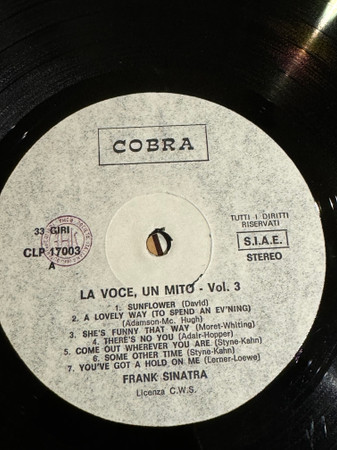 COBRA
33 GIRI
CLP 17003
A
TUTTI I DIRITTI
RISERVATI
S.I.A.E.
STEREO
LA VOCE, UN MITO - Vol. 3
1. SUNFLOWER (David)
2. A LOVELY WAY (TO SPEND AN EV'NING)
(Adamson-Mc. Hugh)
3. SHE'S FUNNY THAT WAY (Moret-Whiting)
4. THERE'S NO YOU (Adair-Hopper)
5. COME OUT WHEREVER YOU ARE (Styne-Kahn)
6. SOME OTHER TIME (Styne-Kahn)
7. YOU'VE GOT A HOLD ON ME (Lerner-Loewe)
FRANK SINATRA
Licenza C.W.S.